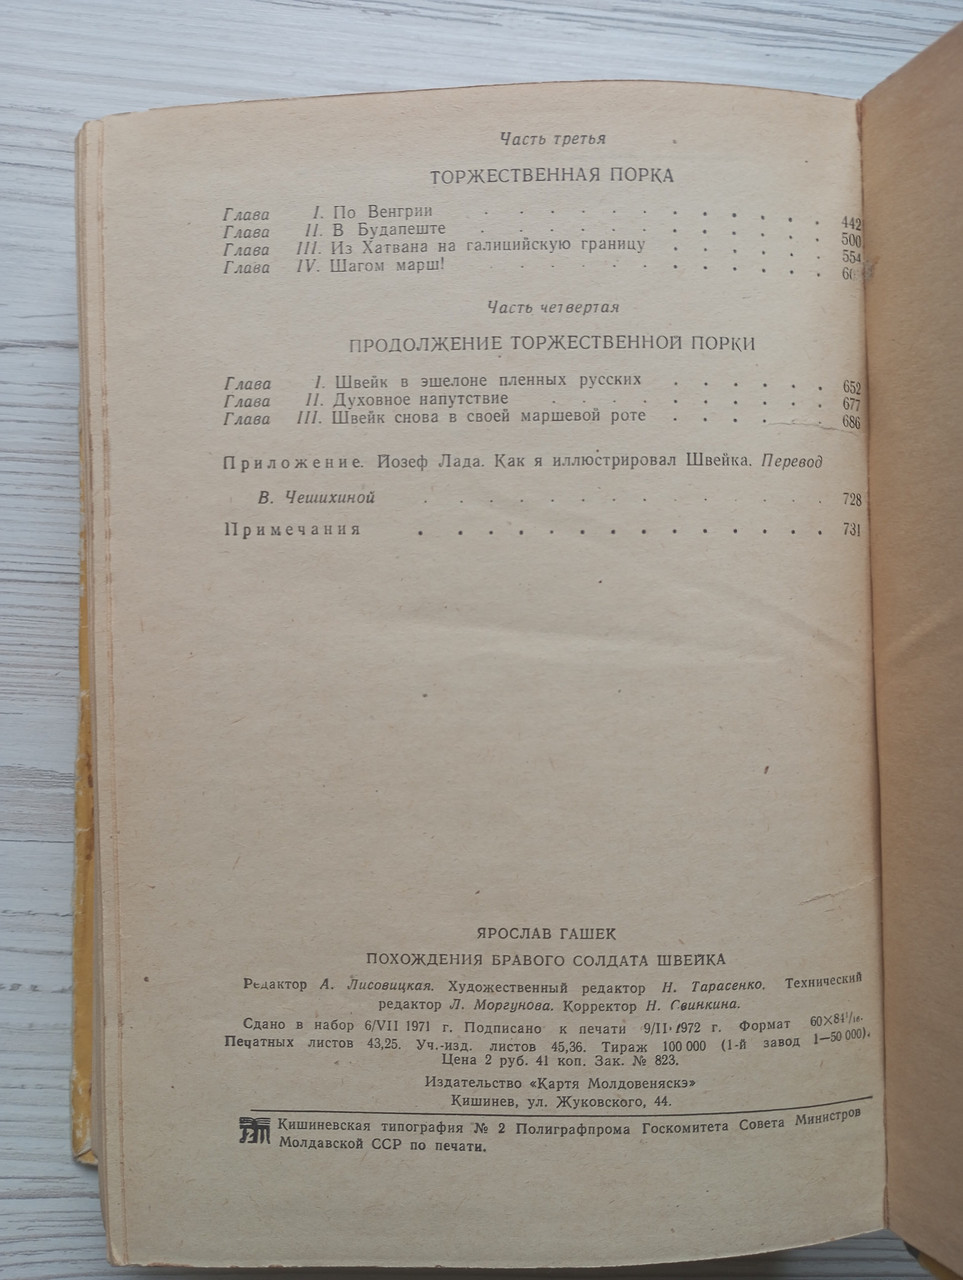 Часть третья
ТОРЖЕСТВЕННАЯ ПОРКА
Глава I. По Венгрии . . . . . . . . . . 442
Глава II. В Будапеште . . . . . . . . . . 500
Глава III. Из Хатвана на галицийскую границу . . . . . 554
Глава IV. Шагом марш! . . . . . . . . . .
Часть четвертая
ПРОДОЛЖЕНИЕ ТОРЖЕСТВЕННОЙ ПОРКИ
Глава I. Швейк в эшелоне пленных русских . . . . . 652
Глава II. Духовное напутствие . . . . . . . . 677
Глава III. Швейк снова в своей маршевой роте . . . . . 686
Приложение. Йозеф Лада. Как я иллюстрировал Швейка. Перевод
В. Чешихиной . . . . . . . . . . . 728
Примечания . . . . . . . . . . . 731
ЯРОСЛАВ ГАШЕК
ПОХОЖДЕНИЯ БРАВОГО СОЛДАТА ШВЕЙКА
Редактор А. Лисовицкая. Художественный редактор Н. Тарасенко. Технический
редактор Л. Моргунова. Корректор Н. Свинкина.
Сдано в набор 6/VII 1971 г. Подписано к печати 9/II 1972 г. Формат 60×84¹/₁₆.
Печатных листов 43,25. Уч.-изд. листов 45,36. Тираж 100 000 (1-й завод 1—50 000).
Цена 2 руб. 41 коп. Зак. № 823.
Издательство «Картя Молдовеняскэ»
Кишинев, ул. Жуковского, 44.
Кишиневская типография № 2 Полиграфпрома Госкомитета Совета Министров
Молдавской ССР по печати.